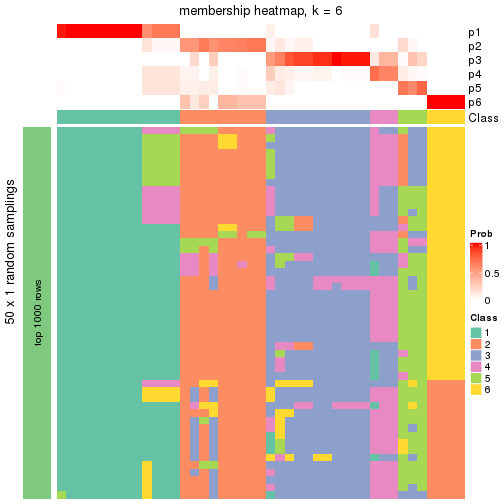 membership heatmap, k = 6
p1
p2
p3
p4
p5
p6
Class
50 x 1 random samplings
top 1000 rows
Prob
1
0.5
0
Class
1
2
3
4
5
6